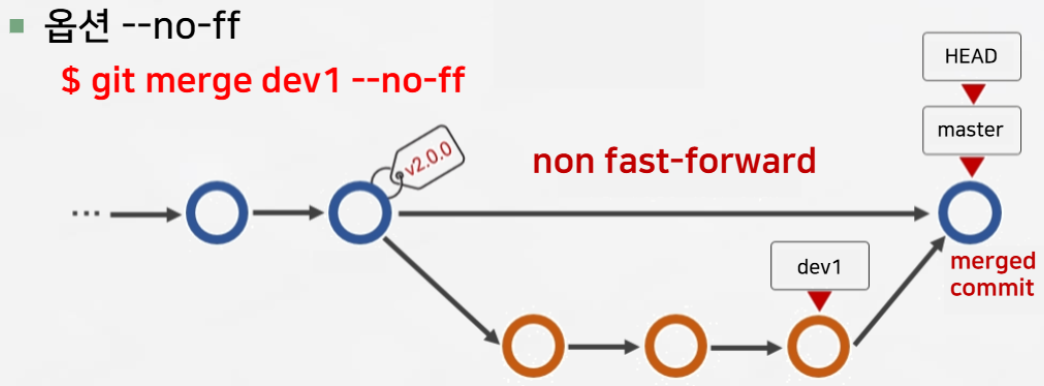 옵션 --no-ff
$ git merge dev1 --no-ff
HEAD
master
v2.0.0
non fast-forward
...
dev1
merged
commit